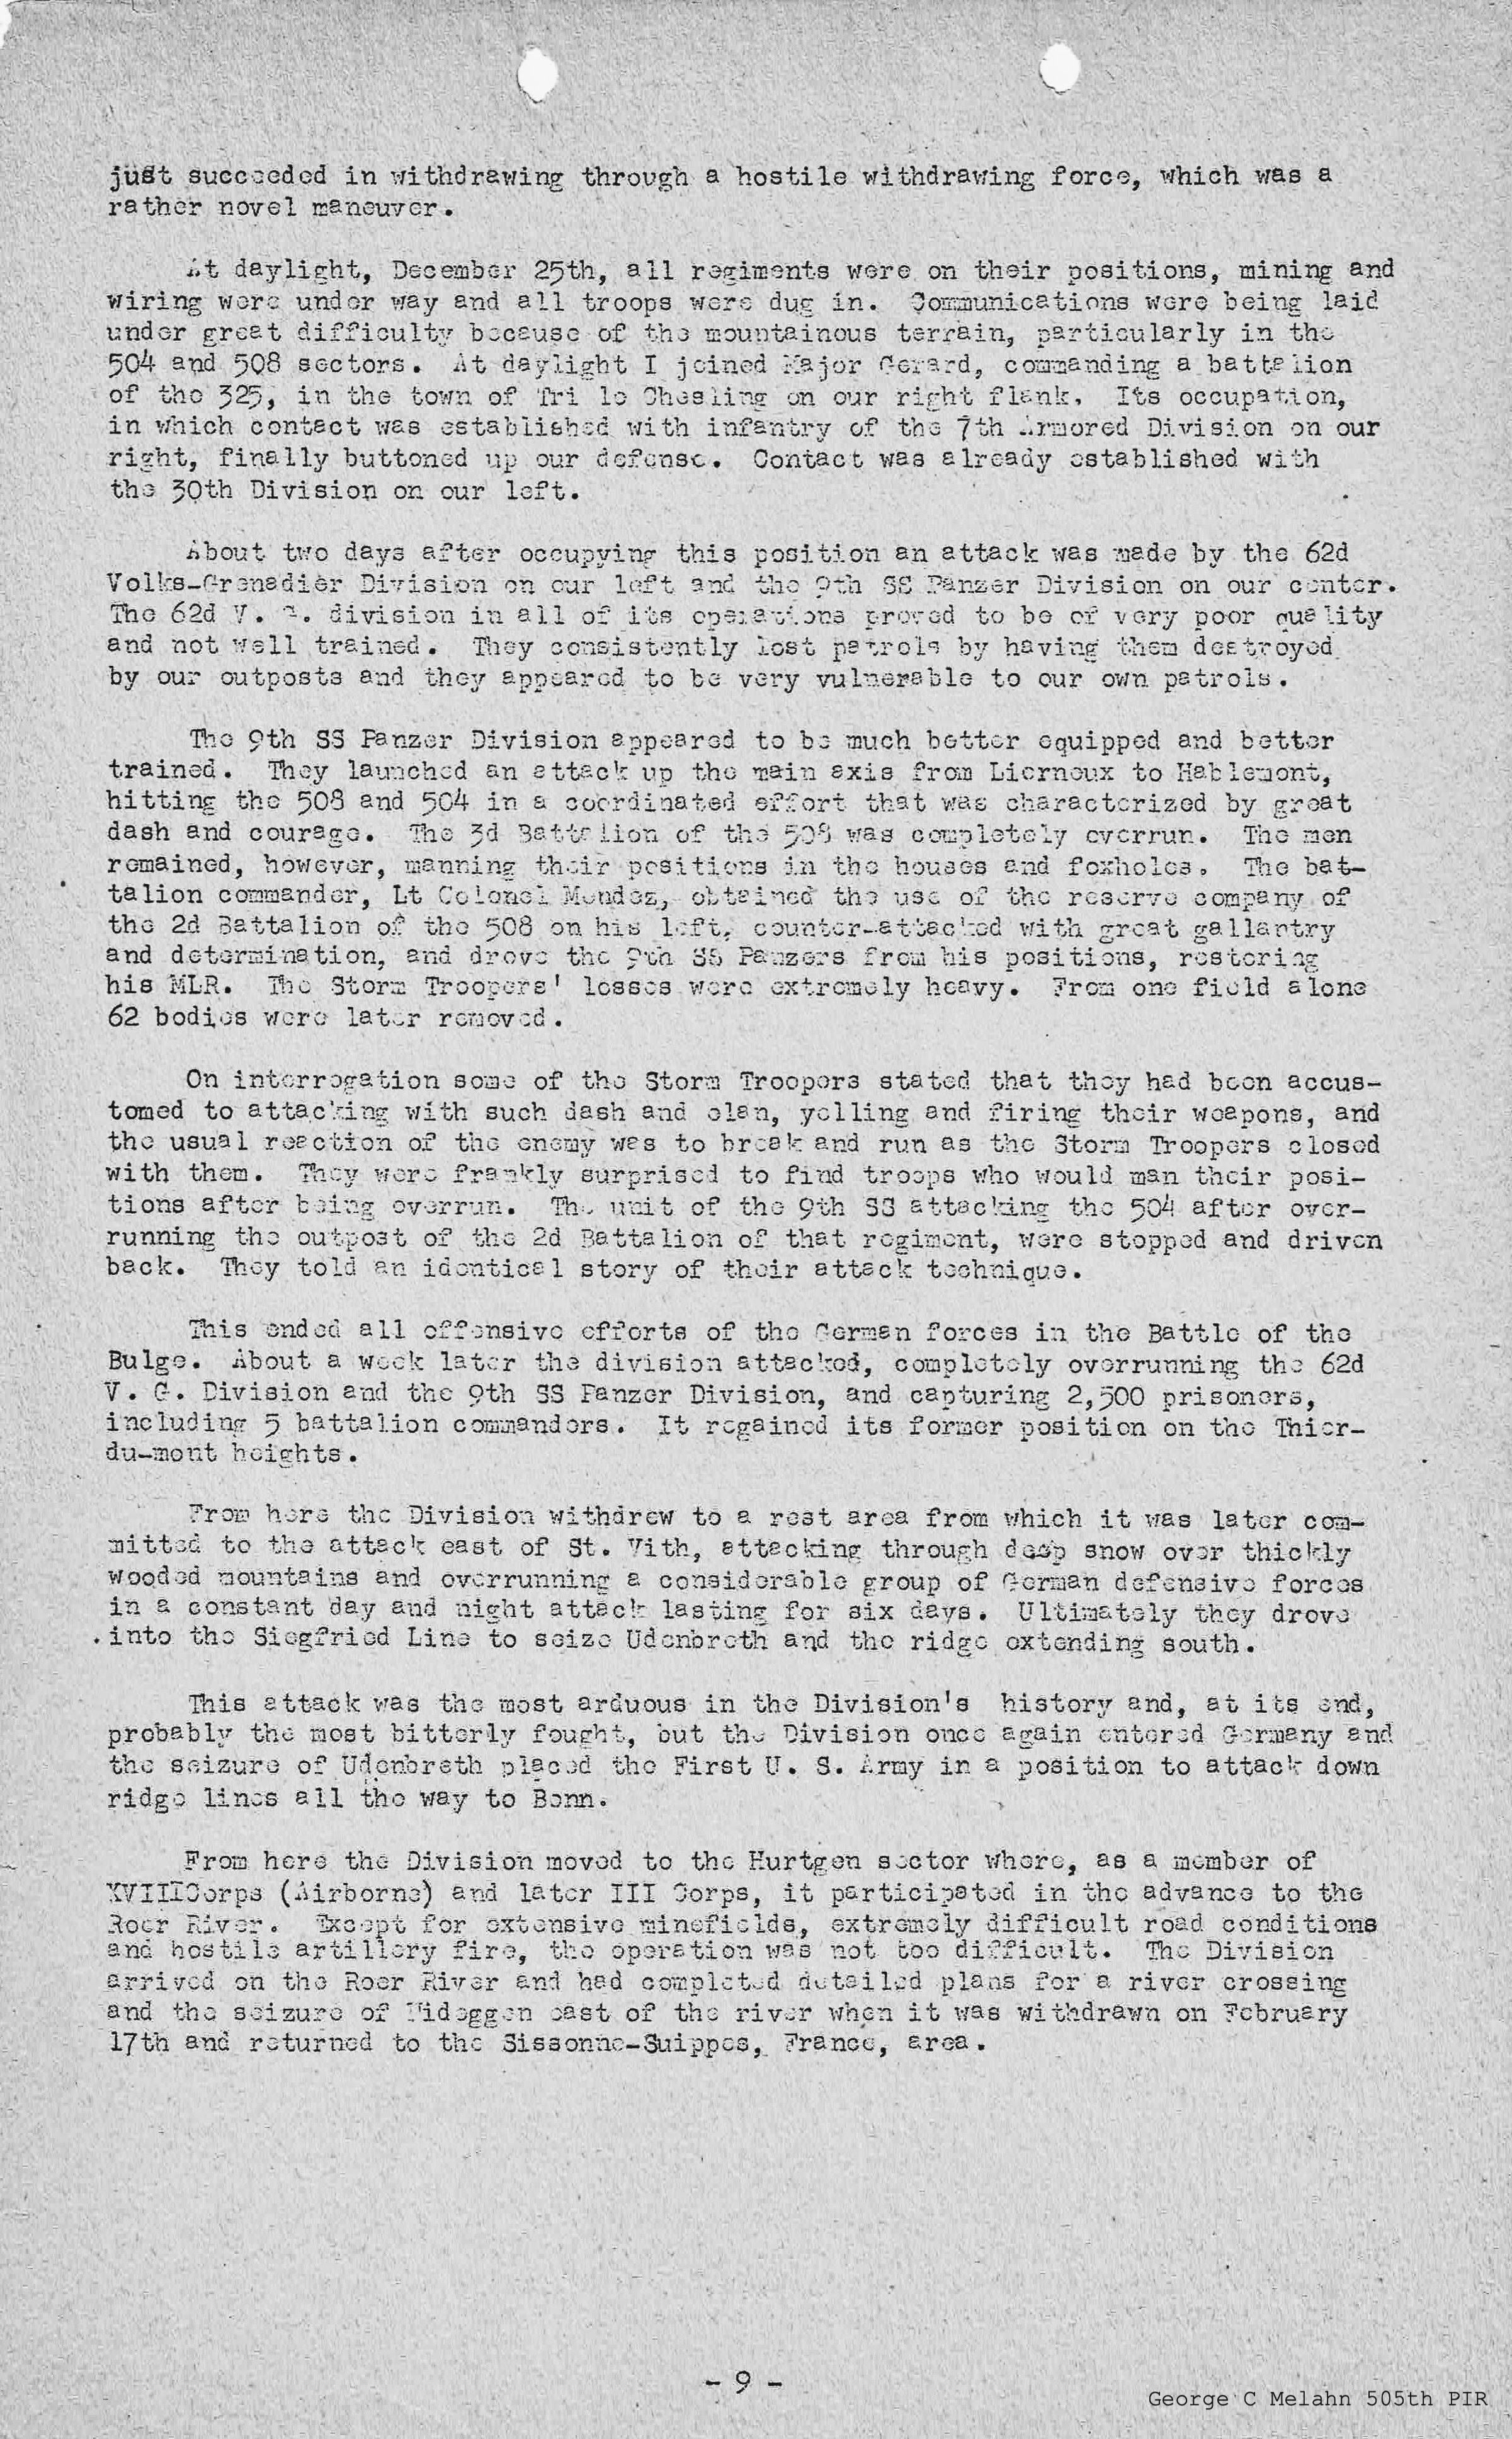 just succeeded in withdrawing through a hostile withdrawing force, which was a
rather novel maneuver.
At daylight, December 25th, all regiments were on their positions, mining and
wiring were under way and all troops were dug in. Communications were being laid
under great difficulty because of the mountainous terrain, particularly in the
504 and 508 sectors. At daylight I joined Major Gerard, commanding a battalion
of the 325, in the town of Tri le Chesling on our right flank. Its occupation,
in which contact was established with infantry of the 7th Armored Division on our
right, finally buttoned up our defense. Contact was already established with
the 30th Division on our left.
About two days after occupying this position an attack was made by the 62d
Volks-Grenadier Division on our left and the 9th SS Panzer Division on our center.
The 62d V. G. division in all of its operations proved to be of very poor quality
and not well trained. They consistently lost patrols by having them destroyed
by our outposts and they appeared to be very vulnerable to our own patrols.
The 9th SS Panzer Division appeared to be much better equipped and better
trained. They launched an attack up the main axis from Liernoux to Hablemont,
hitting the 508 and 504 in a coordinated effort that was characterized by great
dash and courage. The 3d Battalion of the 508 was completely overrun. The men
remained, however, manning their positions in the houses and foxholes. The bat-
talion commander, Lt Colonel Mendez, obtained the use of the reserve company of
the 2d Battalion of the 508 on his left, counter-attacked with great gallantry
and determination, and drove the 9th SS Panzers from his positions, restoring
his MLR. The Storm Troopers' losses were extremely heavy. From one field alone
62 bodies were later removed.
On interrogation some of the Storm Troopers stated that they had been accus-
tomed to attacking with such dash and elan, yelling and firing their weapons, and
the usual reaction of the enemy was to break and run as the Storm Troopers closed
with them. They were frankly surprised to find troops who would man their posi-
tions after being overrun. The unit of the 9th SS attacking the 504 after over-
running the outpost of the 2d Battalion of that regiment, were stopped and driven
back. They told an identical story of their attack technique.
This ended all offensive efforts of the German forces in the Battle of the
Bulge. About a week later the division attacked, completely overrunning the 62d
V. G. Division and the 9th SS Panzer Division, and capturing 2,500 prisoners,
including 5 battalion commanders. It regained its former position on the Thier-
du-mont heights.
From here the Division withdrew to a rest area from which it was later com-
mitted to the attack east of St. Vith, attacking through deep snow over thickly
wooded mountains and overrunning a considerable group of German defensive forces
in a constant day and night attack lasting for six days. Ultimately they drove
into the Siegfried Line to seize Udenbreth and the ridge extending south.
This attack was the most arduous in the Division's history and, at its end,
probably the most bitterly fought, but the Division once again entered Germany and
the seizure of Udenbreth placed the First U. S. Army in a position to attack down
ridge lines all the way to Bonn.
From here the Division moved to the Hurtgen sector where, as a member of
XVIIICorps (Airborne) and later III Corps, it participated in the advance to the
Roer River. Except for extensive minefields, extremely difficult road conditions
and hostile artillery fire, the operation was not too difficult. The Division
arrived on the Roer River and had completed detailed plans for a river crossing
and the seizure of Nideggen east of the river when it was withdrawn on February
17th and returned to the Sissonne-Suippes, France, area.
- 9 -
George C Melahn 505th PIR